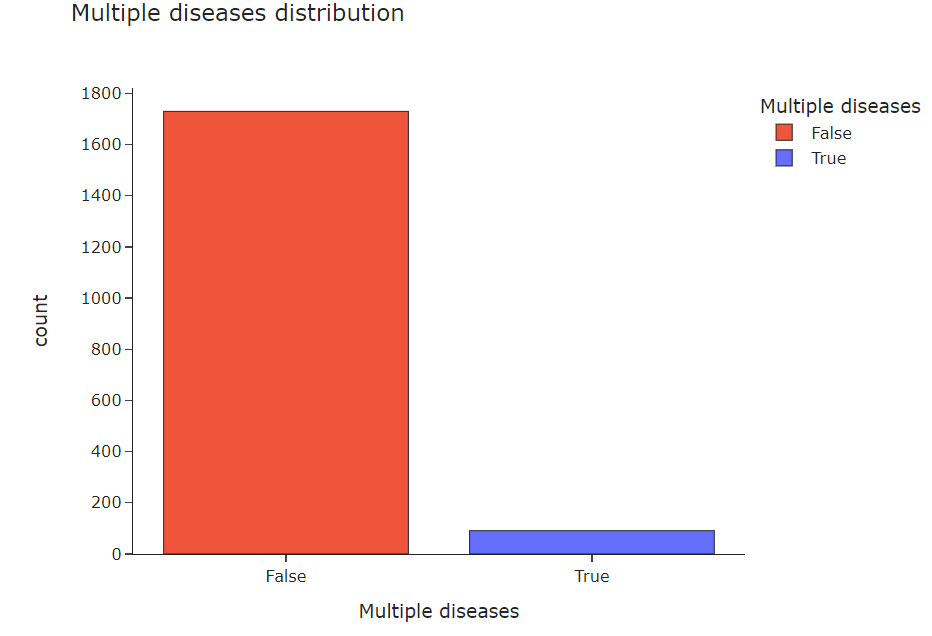 Multiple diseases distribution
1800
1600
1400
1200
1000
800
600
400
200
0
count
False
True
Multiple diseases
Multiple diseases
False
True